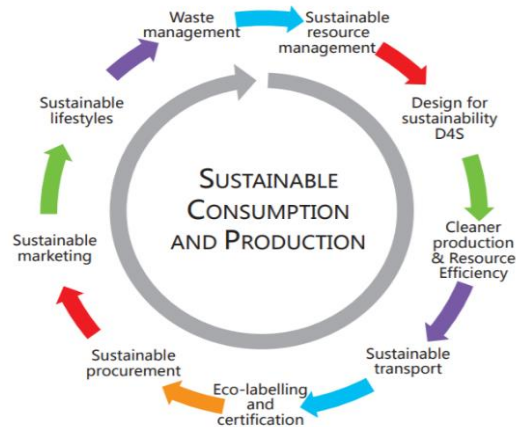 Waste
management
Sustainable
resource
management
Design for
sustainability
D4S
Cleaner
production
& Resource
Efficiency
Sustainable
transport
Eco-labelling
and
certification
Sustainable
procurement
Sustainable
marketing
Sustainable
lifestyles
SUSTAINABLE
CONSUMPTION
AND PRODUCTION